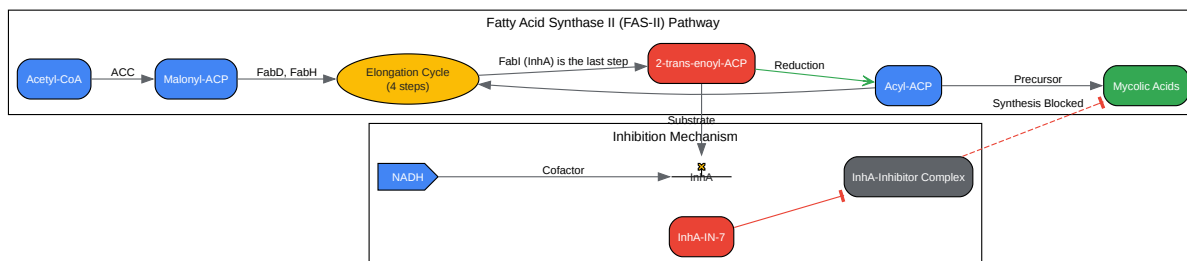 Fatty Acid Synthase II (FAS-II) Pathway
Acetyl-CoA
ACC
Malonyl-ACP
FabD, FabH
Elongation Cycle
(4 steps)
FabI (InhA) is the last step
2-trans-enoyl-ACP
Reduction
Acyl-ACP
Precursor
Mycolic Acids
Synthesis Blocked
Substrate
Inhibition Mechanism
NADH
Cofactor
InhA
InhA-Inhibitor Complex
InhA-IN-7